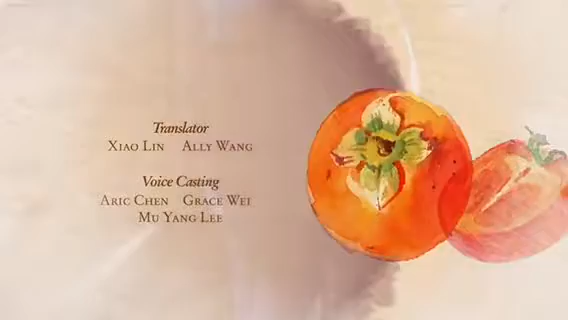 Translator
Xiao Lin Ally Wang
Voice Casting
Aric Chen Grace Wei
Mu Yang Lee